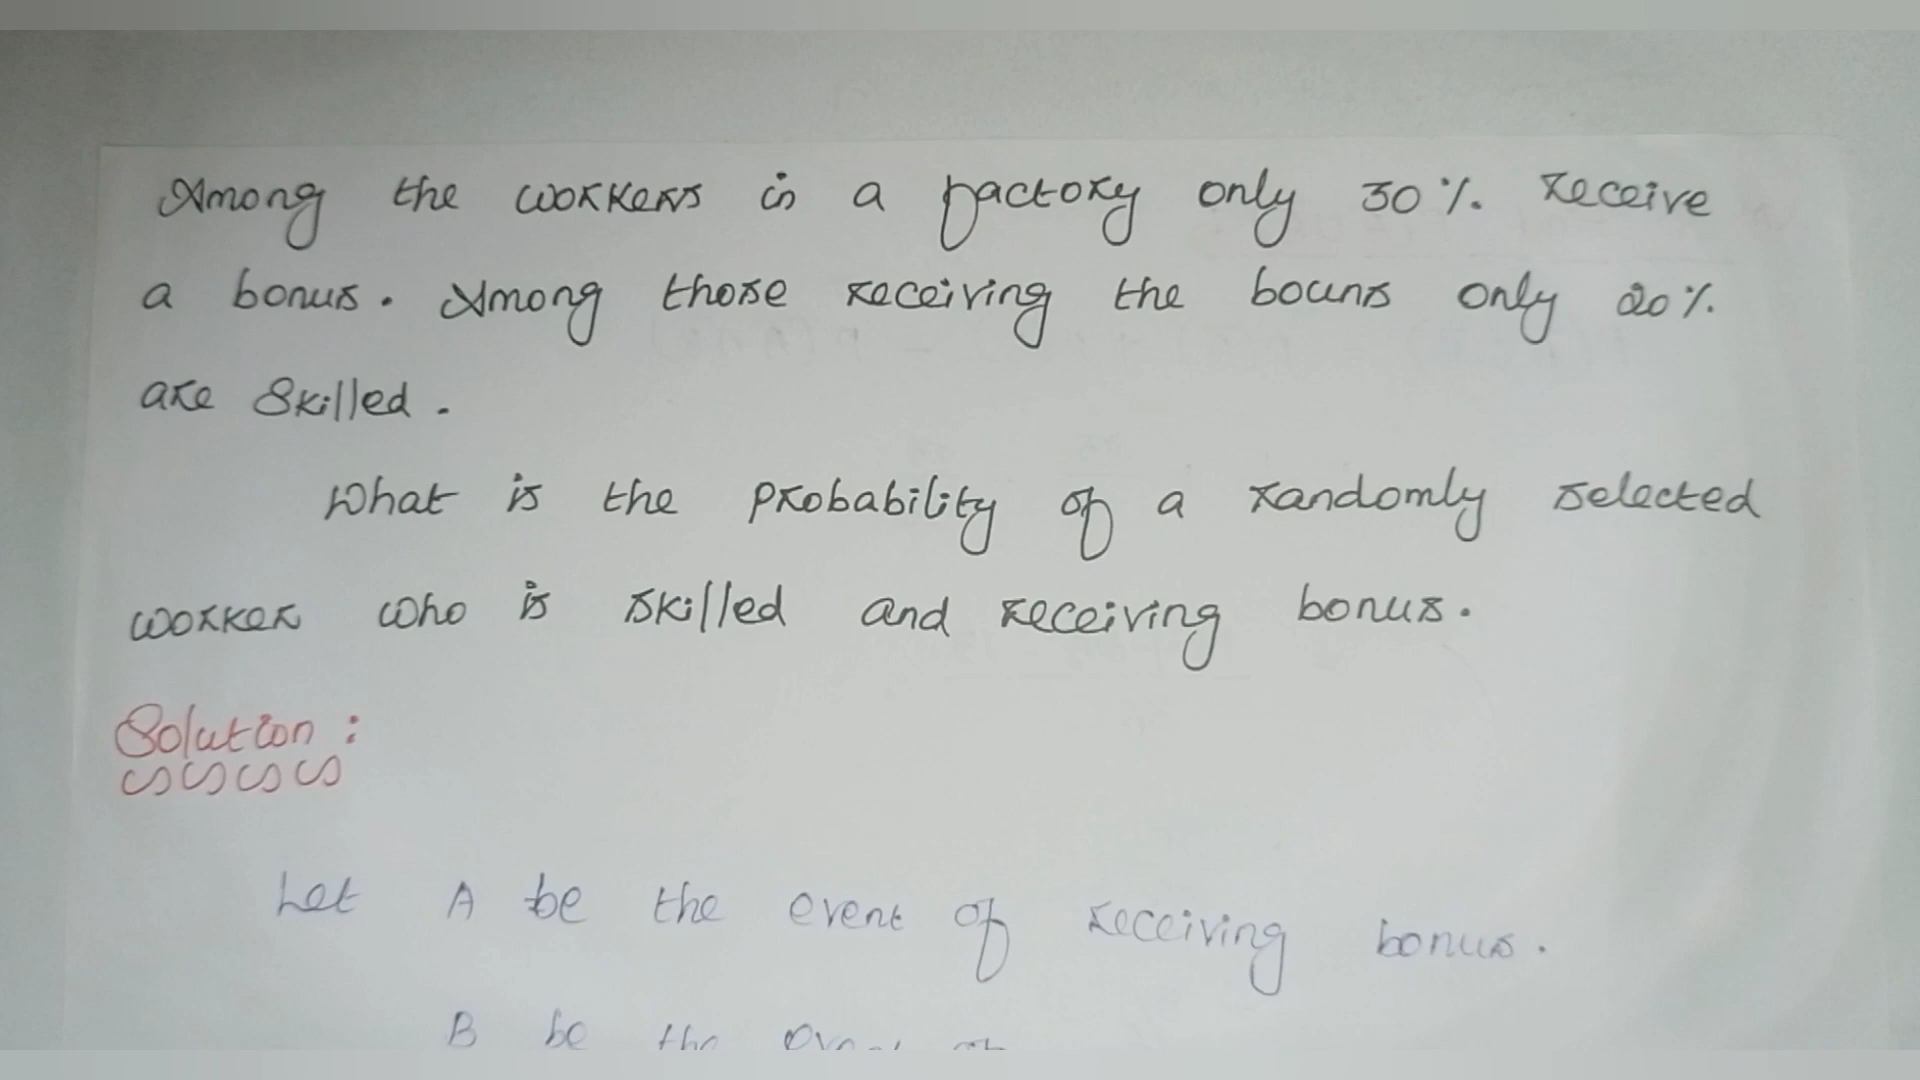 Among the workers in a factory only 30%. receive
a bonus. Among those receiving the bouns only 20%.
are Skilled.
What is the probability of a randomly selected
worker who is skilled and receiving bonus.
Solution:
Let A be the event of receiving bonus.
B be the